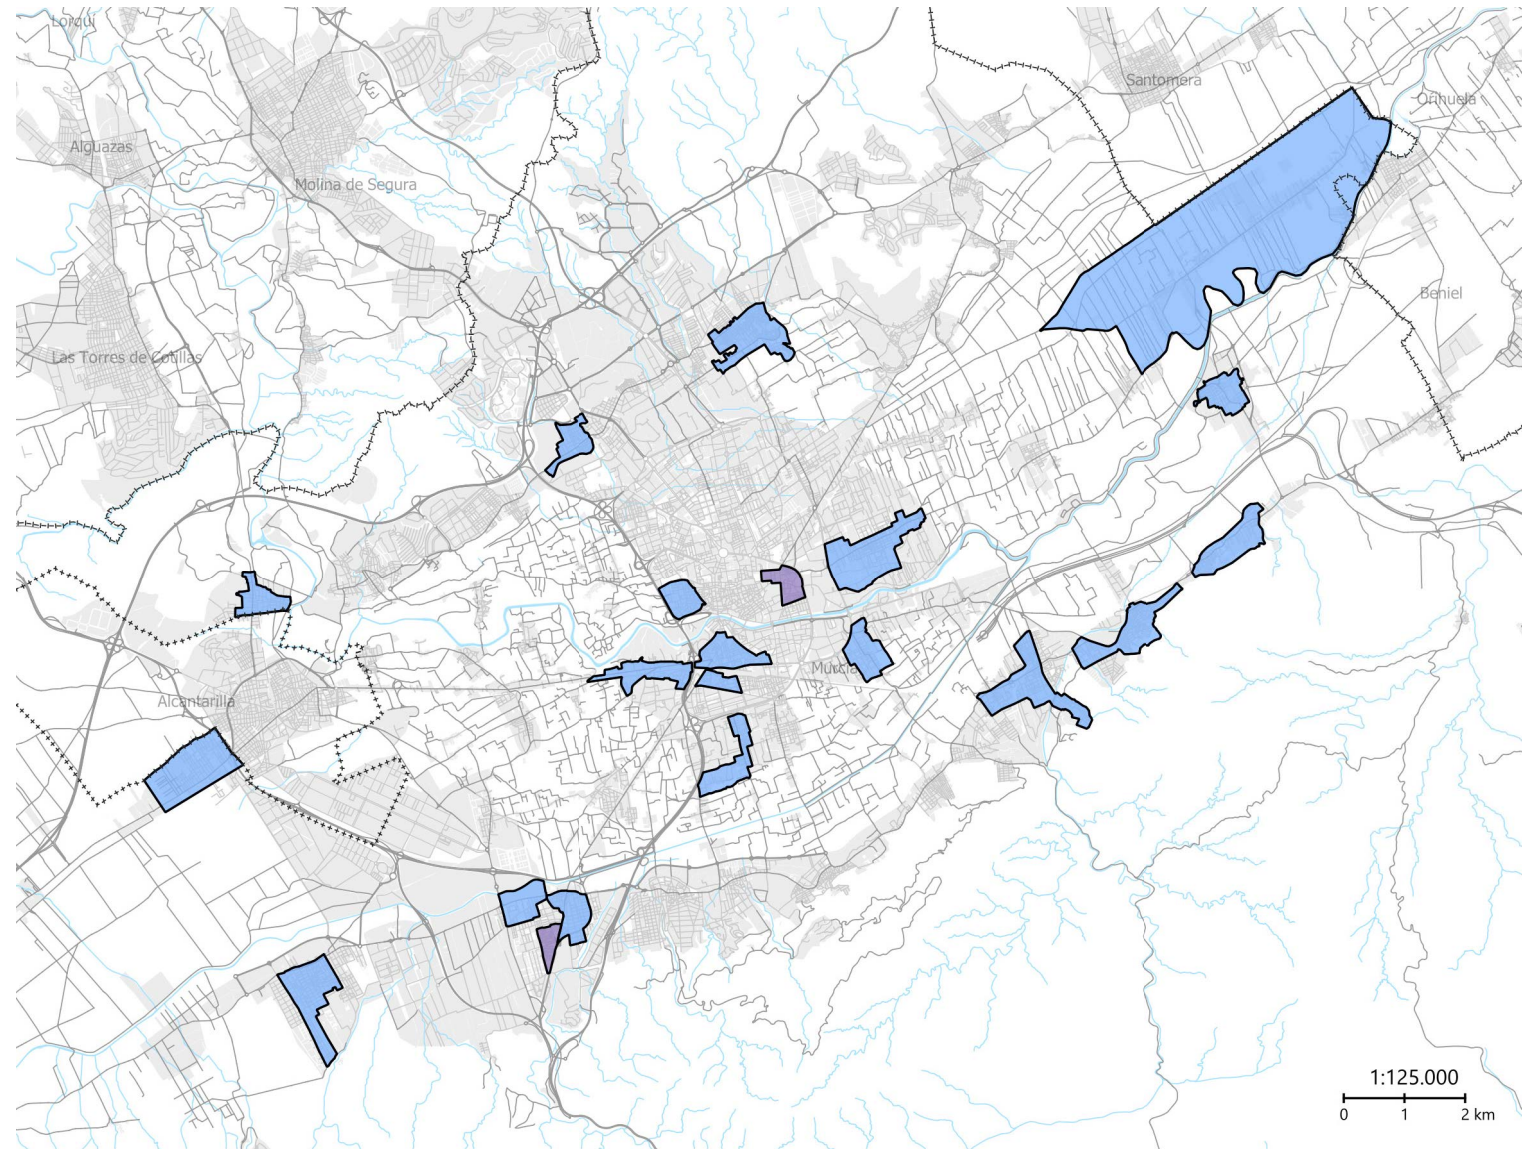 Lorquí
Santomera
Orihuela
Alguazas
Molina de Segura
Beniel
Las Torres de Cotillas
Murcia
Alcantarilla
1:125.000
0 1 2 km